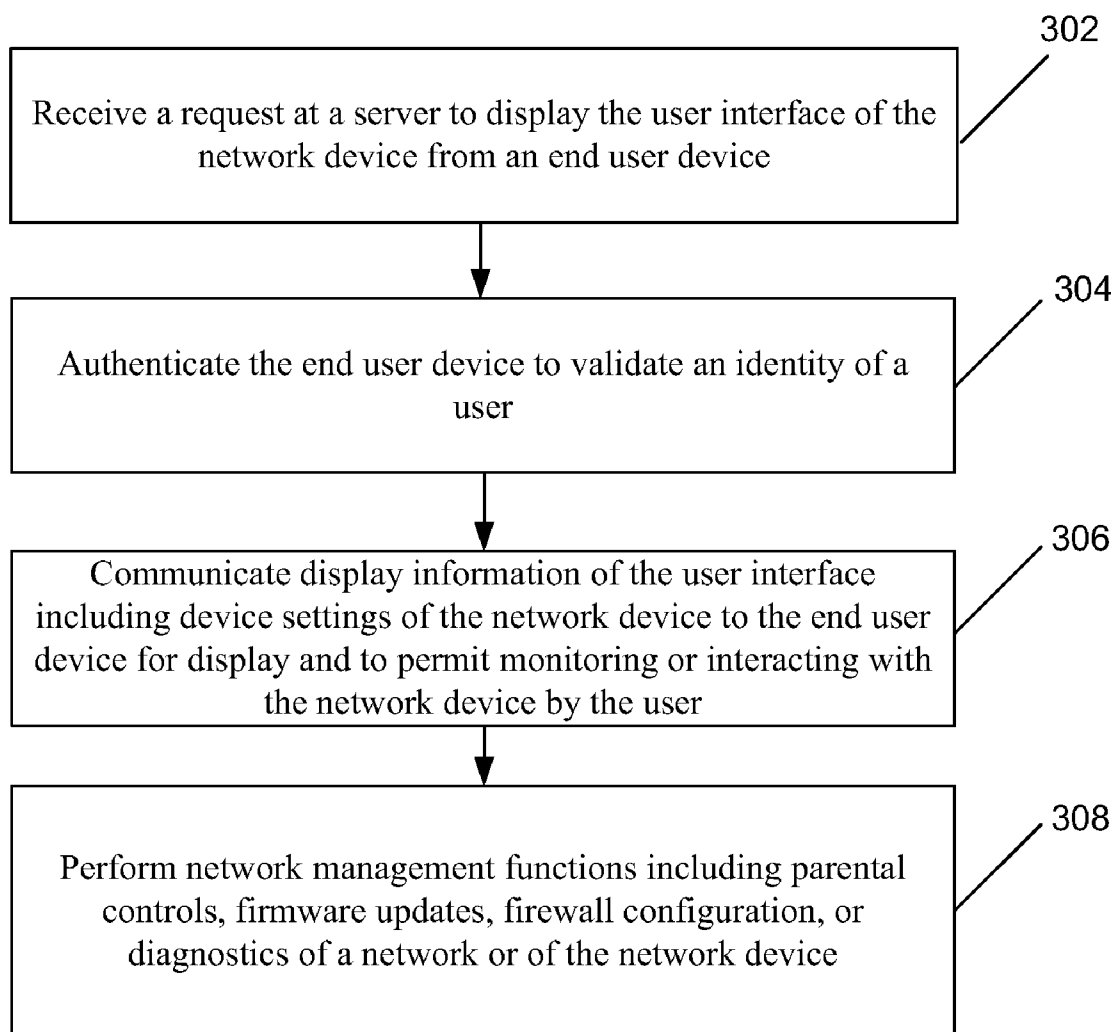 302
Receive a request at a server to display the user interface of the
network device from an end user device
304
Authenticate the end user device to validate an identity of a
user
306
Communicate display information of the user interface
including device settings of the network device to the end user
device for display and to permit monitoring or interacting with
the network device by the user
308
Perform network management functions including parental
controls, firmware updates, firewall configuration, or
diagnostics of a network or of the network device